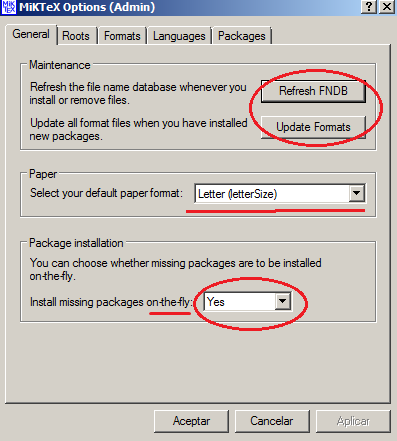 MiKTeX Options (Admin)
General Roots Formats Languages Packages
Maintenance
Refresh the file name database whenever you
install or remove files.
Refresh FNDB
Update all format files when you have installed
new packages.
Update Formats
Paper
Select your default paper format:
Letter (letterSize)
Package installation
You can choose whether missing packages are to be installed
on-the-fly.
Install missing packages on-the-fly:
Yes
Aceptar Cancelar Aplicar